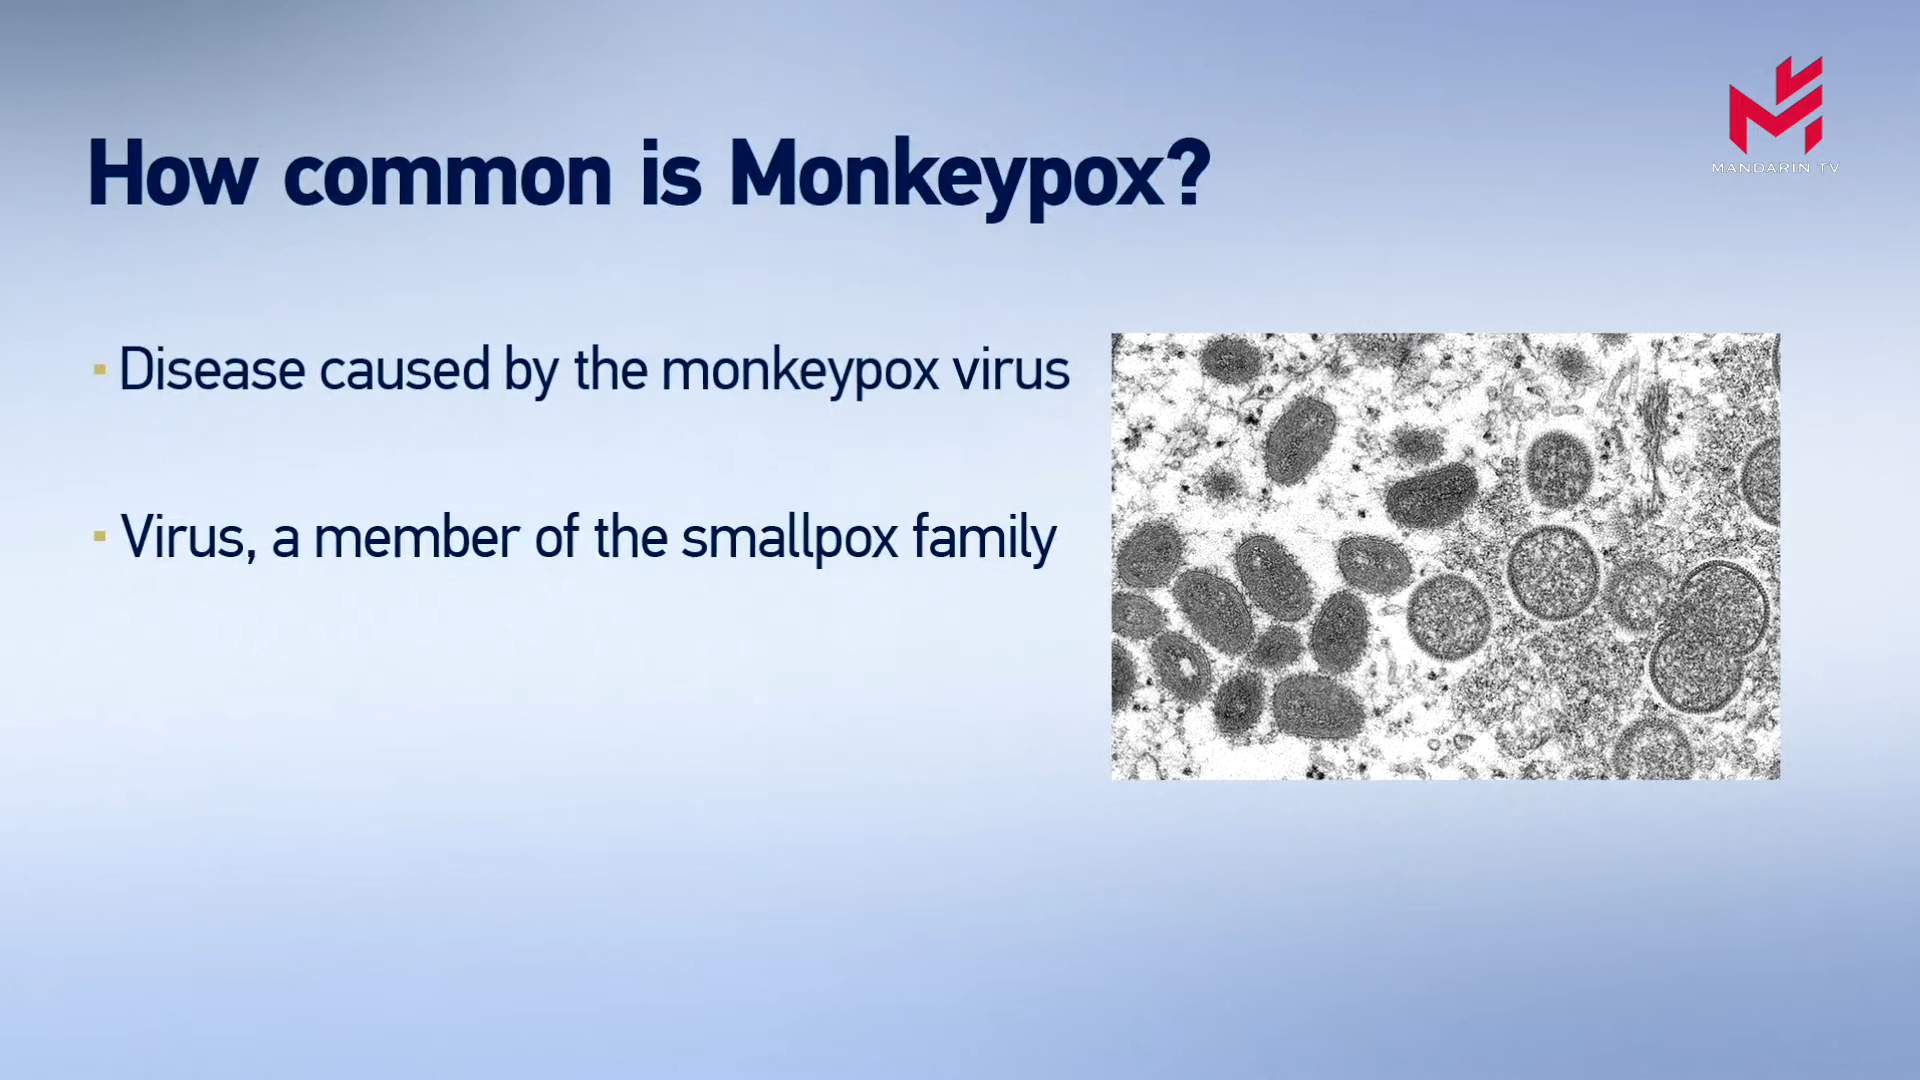 MANDARIN TV
How common is Monkeypox?
▪ Disease caused by the monkeypox virus
▪ Virus, a member of the smallpox family